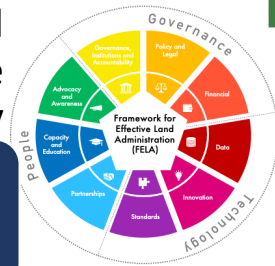 Governance
Governance,
Institutions and
Accountability
Policy and
Legal
Financial
Data
Technology
Innovation
Standards
Partnerships
People
Capacity
and
Education
Advocacy
and
Awareness
Framework for
Effective Land
Administration
(FELA)